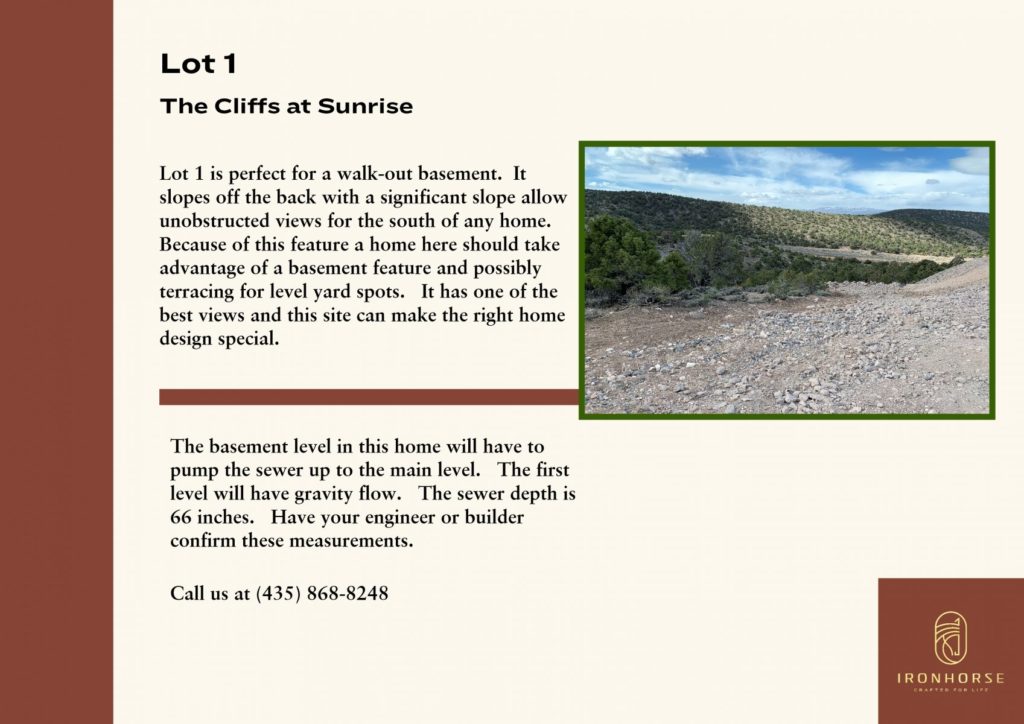 Lot 1
The Cliffs at Sunrise
Lot 1 is perfect for a walk-out basement. It
slopes off the back with a significant slope allow
unobstructed views for the south of any home.
Because of this feature a home here should take
advantage of a basement feature and possibly
terracing for level yard spots. It has one of the
best views and this site can make the right home
design special.
The basement level in this home will have to
pump the sewer up to the main level. The first
level will have gravity flow. The sewer depth is
66 inches. Have your engineer or builder
confirm these measurements.
Call us at (435) 868-8248
IRONHORSE
CRAFTED FOR LIFE